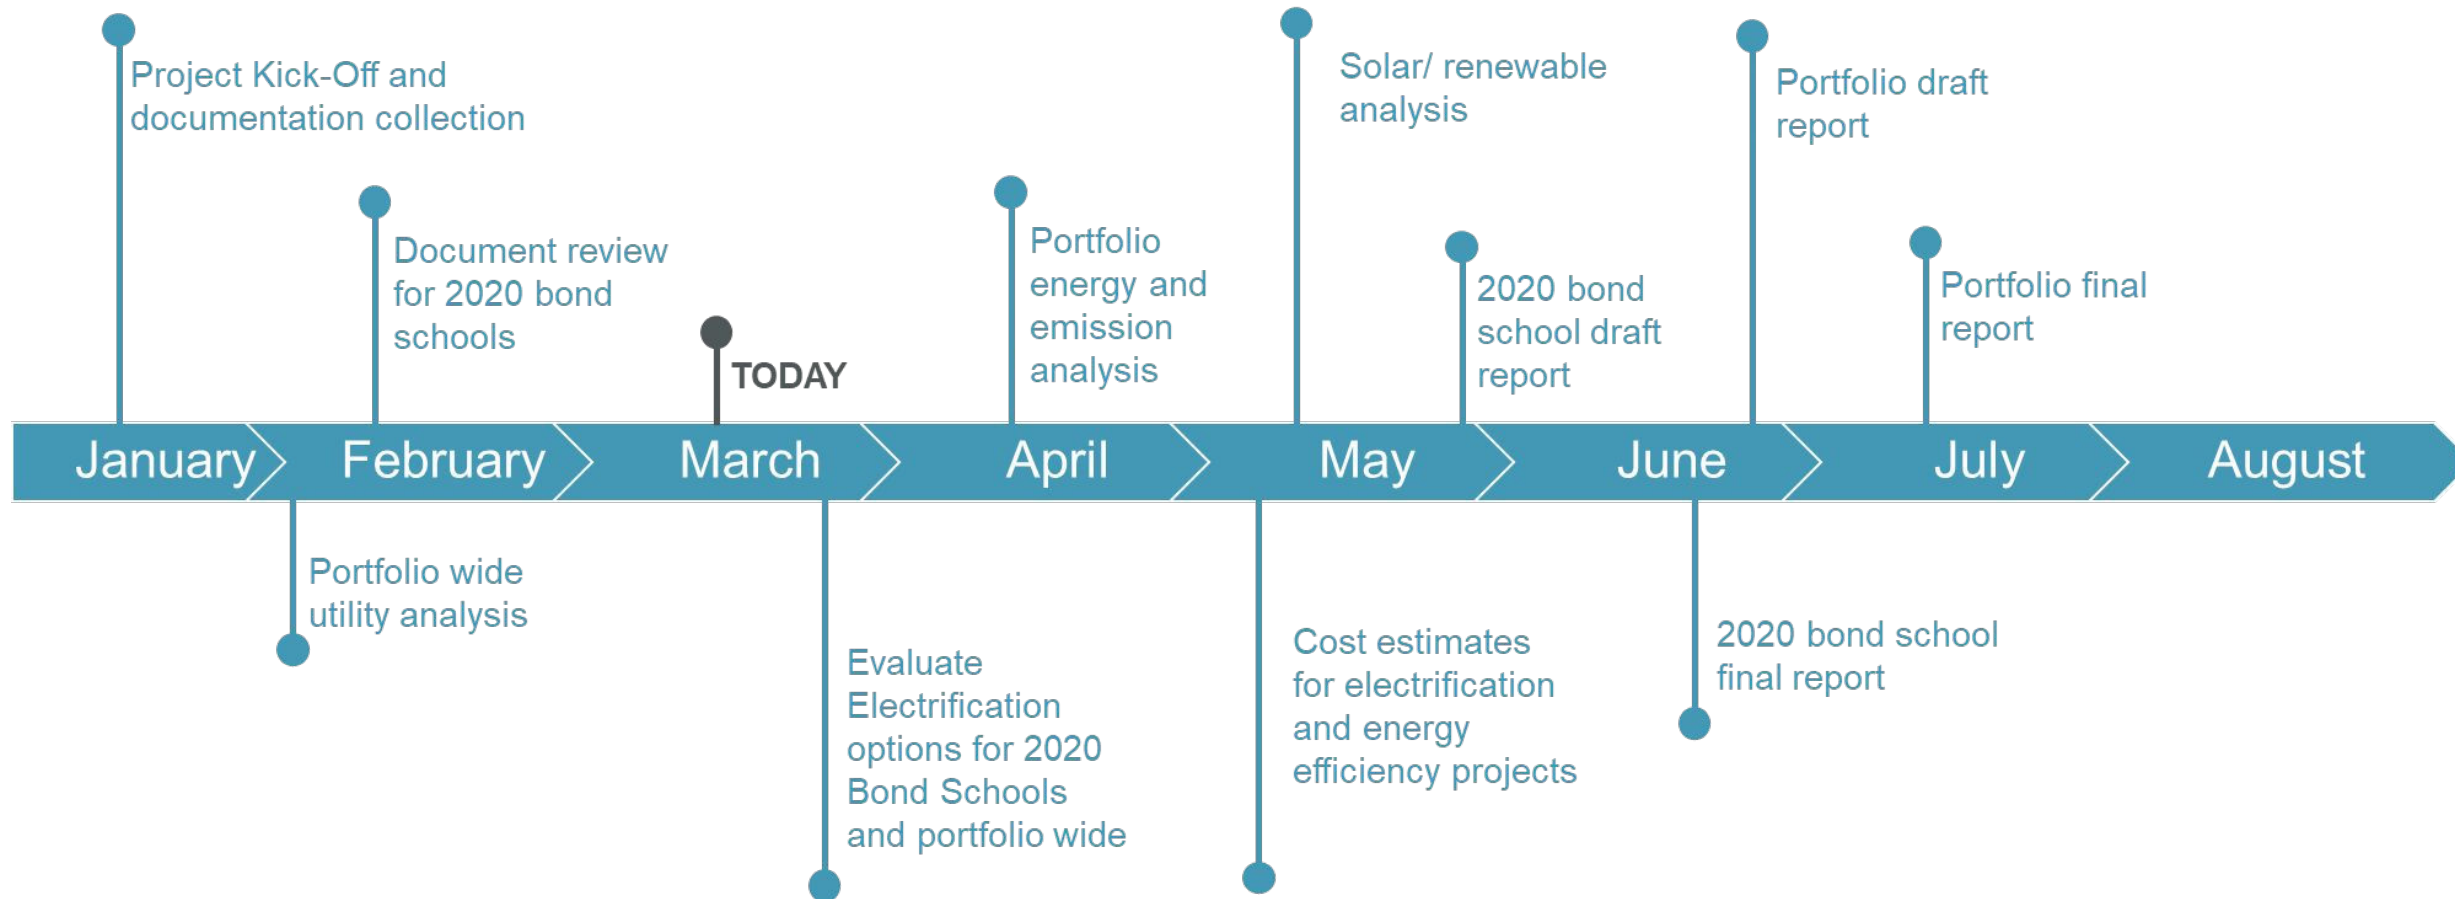 Project Kick-Off and
documentation collection
Document review
for 2020 bond
schools
TODAY
Portfolio
energy and
emission
analysis
Solar/ renewable
analysis
2020 bond
school draft
report
Portfolio draft
report
Portfolio final
report
January
February
March
April
May
June
July
August
Portfolio wide
utility analysis
Evaluate
Electrification
options for 2020
Bond Schools
and portfolio wide
Cost estimates
for electrification
and energy
efficiency projects
2020 bond school
final report